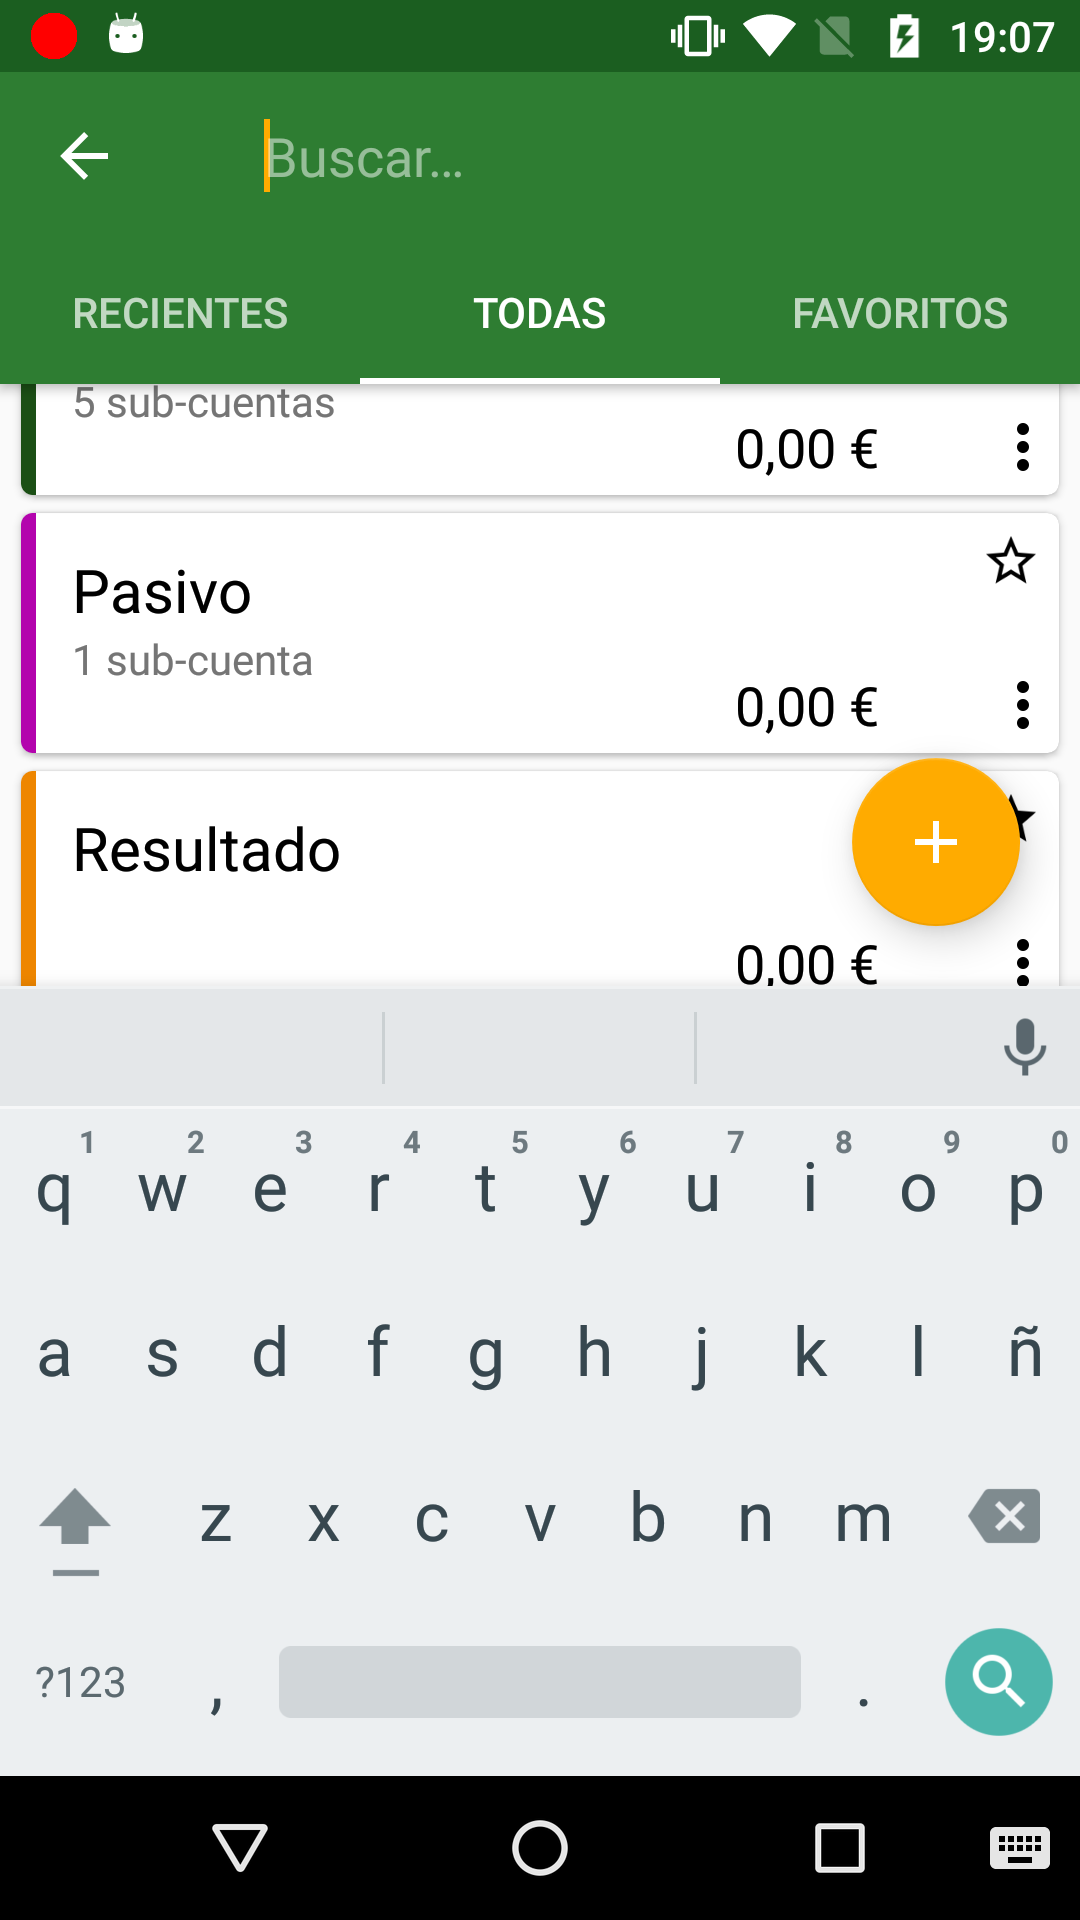 19:07
Buscar...
RECIENTES TODAS FAVORITOS
5 sub-cuentas
0,00 €
Pasivo
1 sub-cuenta
0,00 €
Resultado
0,00 €
1 2 3 4 5 6 7 8 9 0
q w e r t y u i o p
a s d f g h j k l ñ
z x c v b n m
?123 , .